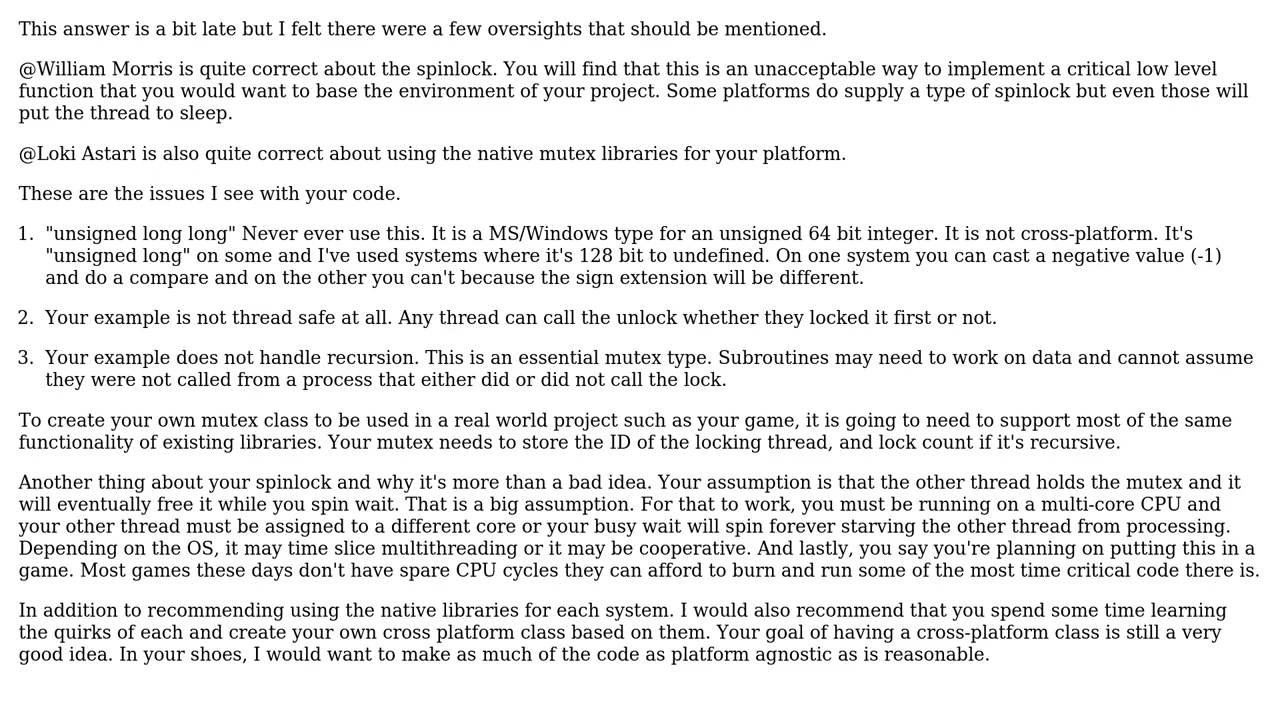 This answer is a bit late but I felt there were a few oversights that should be mentioned.
@William Morris is quite correct about the spinlock. You will find that this is an unacceptable way to implement a critical low level
function that you would want to base the environment of your project. Some platforms do supply a type of spinlock but even those will
put the thread to sleep.
@Loki Astari is also quite correct about using the native mutex libraries for your platform.
These are the issues I see with your code.
1. "unsigned long long" Never ever use this. It is a MS/Windows type for an unsigned 64 bit integer. It is not cross-platform. It's
"unsigned long" on some and I've used systems where it's 128 bit to undefined. On one system you can cast a negative value (-1)
and do a compare and on the other you can't because the sign extension will be different.
2. Your example is not thread safe at all. Any thread can call the unlock whether they locked it first or not.
3. Your example does not handle recursion. This is an essential mutex type. Subroutines may need to work on data and cannot assume
they were not called from a process that either did or did not call the lock.
To create your own mutex class to be used in a real world project such as your game, it is going to need to support most of the same
functionality of existing libraries. Your mutex needs to store the ID of the locking thread, and lock count if it's recursive.
Another thing about your spinlock and why it's more than a bad idea. Your assumption is that the other thread holds the mutex and it
will eventually free it while you spin wait. That is a big assumption. For that to work, you must be running on a multi-core CPU and
your other thread must be assigned to a different core or your busy wait will spin forever starving the other thread from processing.
Depending on the OS, it may time slice multithreading or it may be cooperative. And lastly, you say you're planning on putting this in a
game. Most games these days don't have spare CPU cycles they can afford to burn and run some of the most time critical code there is.
In addition to recommending using the native libraries for each system. I would also recommend that you spend some time learning
the quirks of each and create your own cross platform class based on them. Your goal of having a cross-platform class is still a very
good idea. In your shoes, I would want to make as much of the code as platform agnostic as is reasonable.